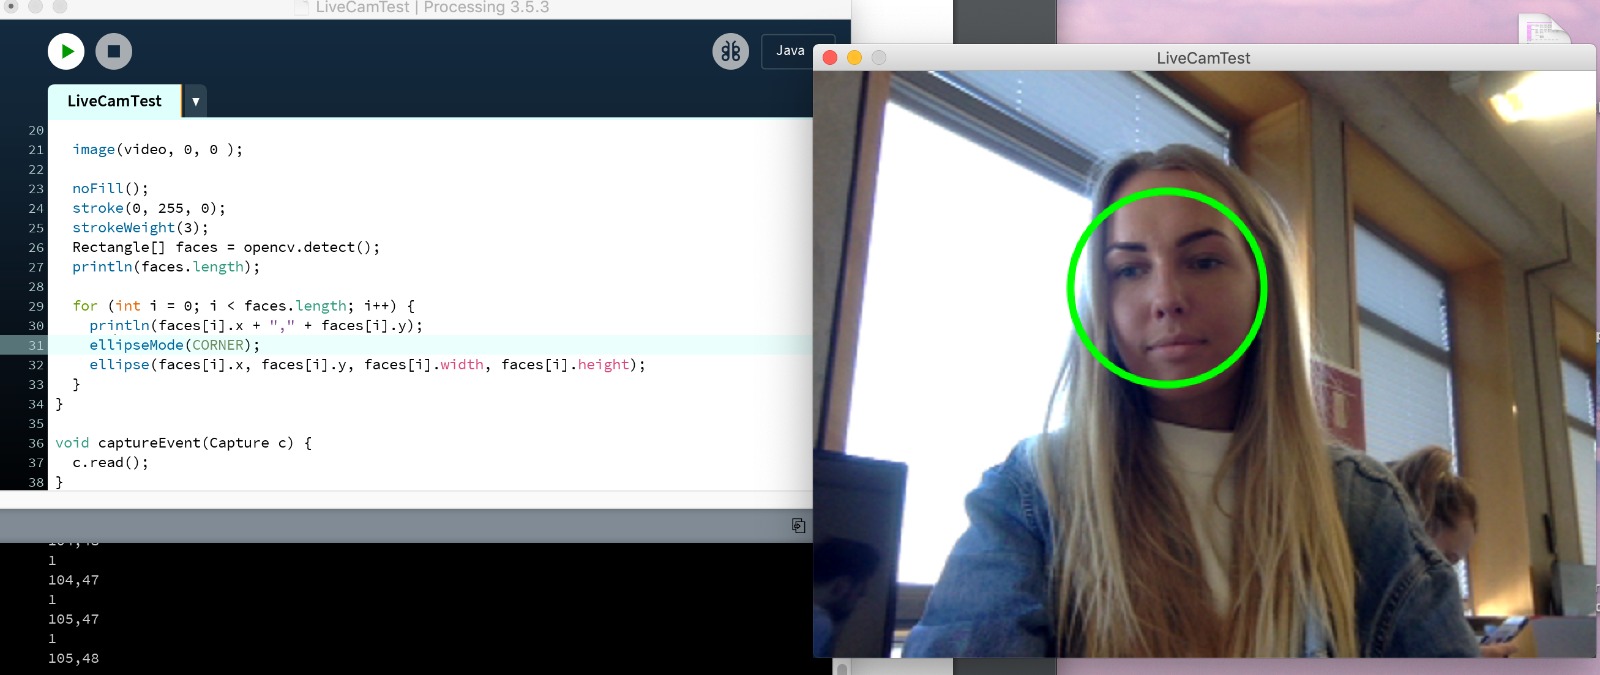 LiveCamTest | Processing 3.5.3
Java
LiveCamTest ▼
20
21 image(video, 0, 0 );
22
23 noFill();
24 stroke(0, 255, 0);
25 strokeWeight(3);
26 Rectangle[] faces = opencv.detect();
27 println(faces.length);
28
29 for (int i = 0; i < faces.length; i++) {
30 println(faces[i].x + "," + faces[i].y);
31 ellipseMode(CORNER);
32 ellipse(faces[i].x, faces[i].y, faces[i].width, faces[i].height);
33 }
34 }
35
36 void captureEvent(Capture c) {
37 c.read();
38 }
1
104,47
1
105,47
1
105,48
LiveCamTest